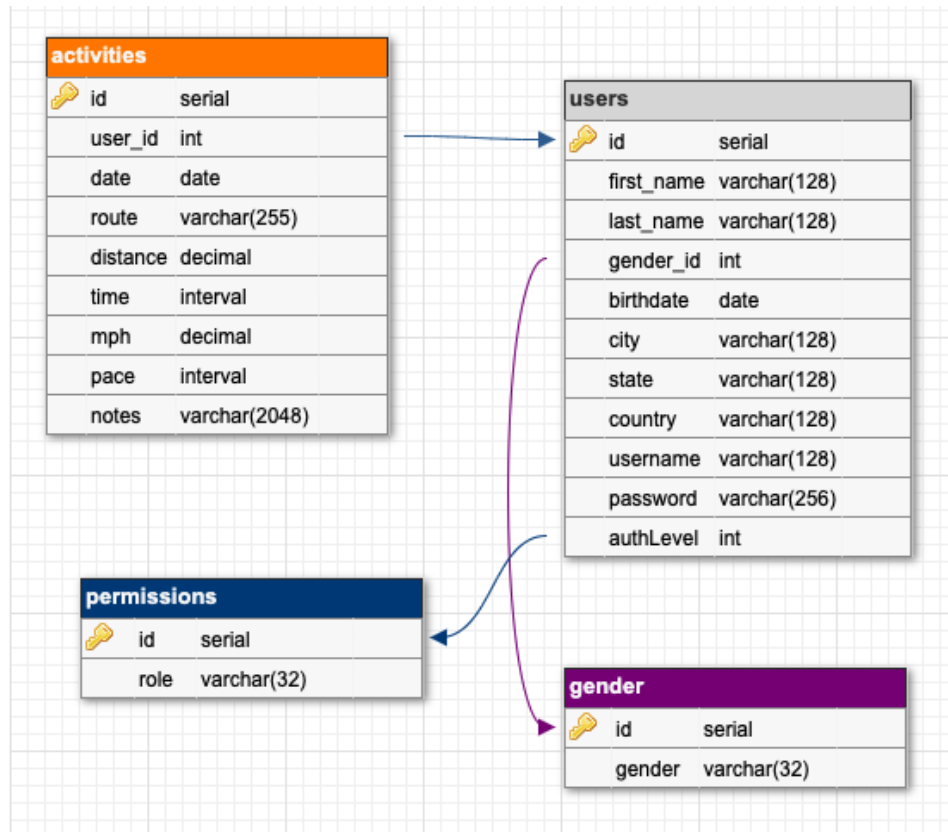 activities
id serial
user_id int
date date
route varchar(255)
distance decimal
time interval
mph decimal
pace interval
notes varchar(2048)
users
id serial
first_name varchar(128)
last_name varchar(128)
gender_id int
birthdate date
city varchar(128)
state varchar(128)
country varchar(128)
username varchar(128)
password varchar(256)
authLevel int
permissions
id serial
role varchar(32)
gender
id serial
gender varchar(32)